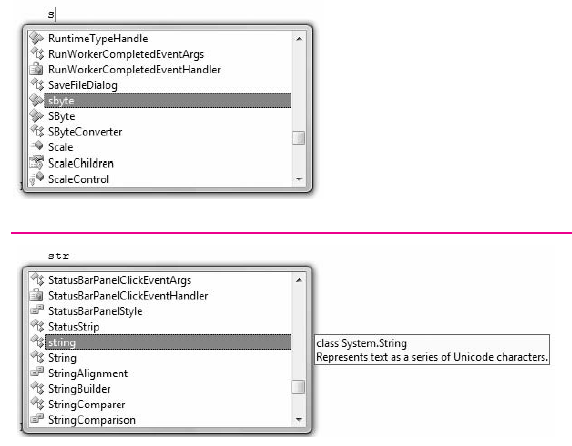 s
RuntimeTypeHandle
RunWorkerCompletedEventArgs
RunWorkerCompletedEventHandler
SaveFileDialog
sbyte
SByte
SByteConverter
Scale
ScaleChildren
ScaleControl
str
StatusBarPanelClickEventArgs
StatusBarPanelClickEventHandler
StatusBarPanelStyle
StatusStrip
string
class System.String
String
Represents text as a series of Unicode characters.
StringAlignment
StringBuilder
StringComparer
StringComparison